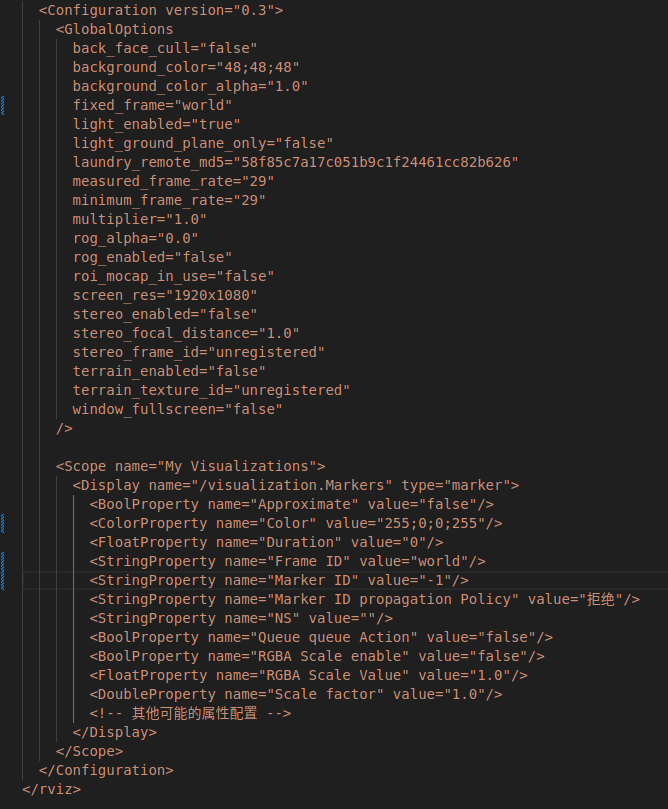 <Configuration version="0.3">
<GlobalOptions
back_face_cull="false"
background_color="48;48;48"
background_color_alpha="1.0"
fixed_frame="world"
light_enabled="true"
light_ground_plane_only="false"
laundry_remote_md5="58f85c7a17c051b9c1f24461cc82b626"
measured_frame_rate="29"
minimum_frame_rate="29"
multiplier="1.0"
rog_alpha="0.0"
rog_enabled="false"
roi_mocap_in_use="false"
screen_res="1920x1080"
stereo_enabled="false"
stereo_focal_distance="1.0"
stereo_frame_id="unregistered"
terrain_enabled="false"
terrain_texture_id="unregistered"
window_fullscreen="false"
/>
<Scope name="My Visualizations">
<Display name="/visualization.Markers" type="marker">
<BoolProperty name="Approximate" value="false"/>
<ColorProperty name="Color" value="255;0;0;255"/>
<FloatProperty name="Duration" value="0"/>
<StringProperty name="Frame ID" value="world"/>
<StringProperty name="Marker ID" value="-1"/>
<StringProperty name="Marker ID propagation Policy" value="拒绝"/>
<StringProperty name="NS" value=""/>
<BoolProperty name="Queue queue Action" value="false"/>
<BoolProperty name="RGBA Scale enable" value="false"/>
<FloatProperty name="RGBA Scale Value" value="1.0"/>
<DoubleProperty name="Scale factor" value="1.0"/>
<!-- 其他可能的属性配置 -->
</Display>
</Scope>
</Configuration>
</rviz>